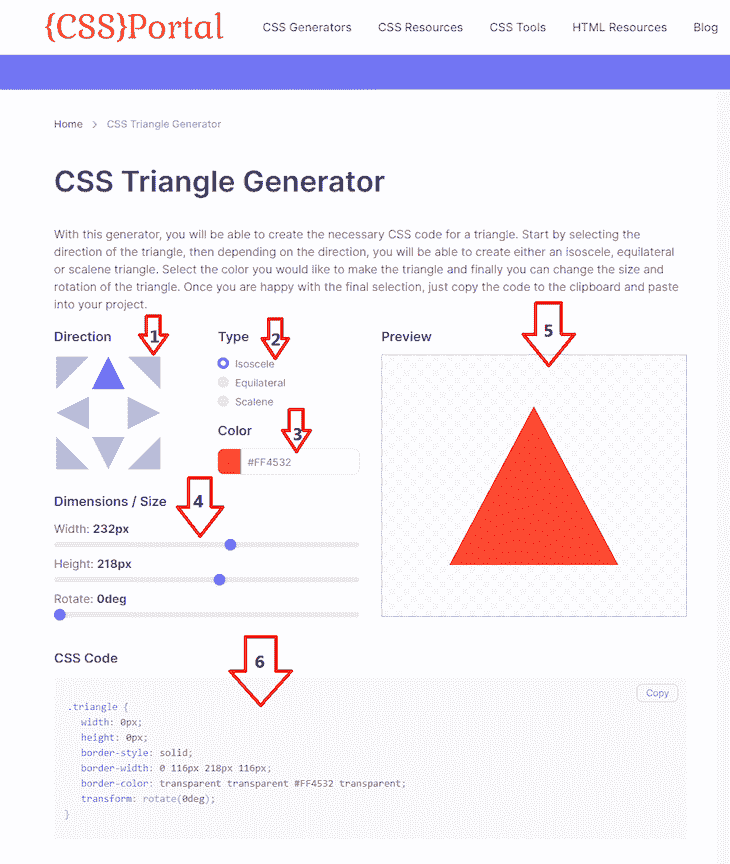 {CSS}Portal
CSS Generators CSS Resources CSS Tools HTML Resources Blog
Home > CSS Triangle Generator
CSS Triangle Generator
With this generator, you will be able to create the necessary CSS code for a triangle. Start by selecting the
direction of the triangle, then depending on the direction, you will be able to create either an isoscele, equilateral
or scalene triangle. Select the color you would like to make the triangle and finally you can change the size and
rotation of the triangle. Once you are happy with the final selection, just copy the code to the clipboard and paste
into your project.
Direction
1
Type
2
Isoscele
Equilateral
Scalene
Color
3
#FF4532
Dimensions / Size
4
Width: 232px
Height: 218px
Rotate: 0deg
Preview
5
CSS Code
6
Copy
.triangle {
width: 0px;
height: 0px;
border-style: solid;
border-width: 0 116px 218px 116px;
border-color: transparent transparent #FF4532 transparent;
transform: rotate(0deg);
}